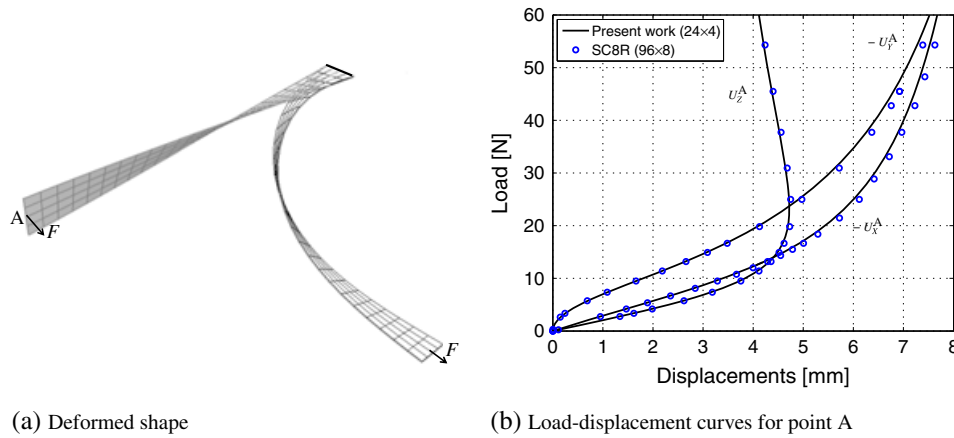 A
F
F
(a) Deformed shape
Present work (24×4)
SC8R (96×8)
60
50
40
30
20
10
0
Load [N]
U_Z^A
− U_Y^A
− U_X^A
0 1 2 3 4 5 6 7 8
Displacements [mm]
(b) Load-displacement curves for point A